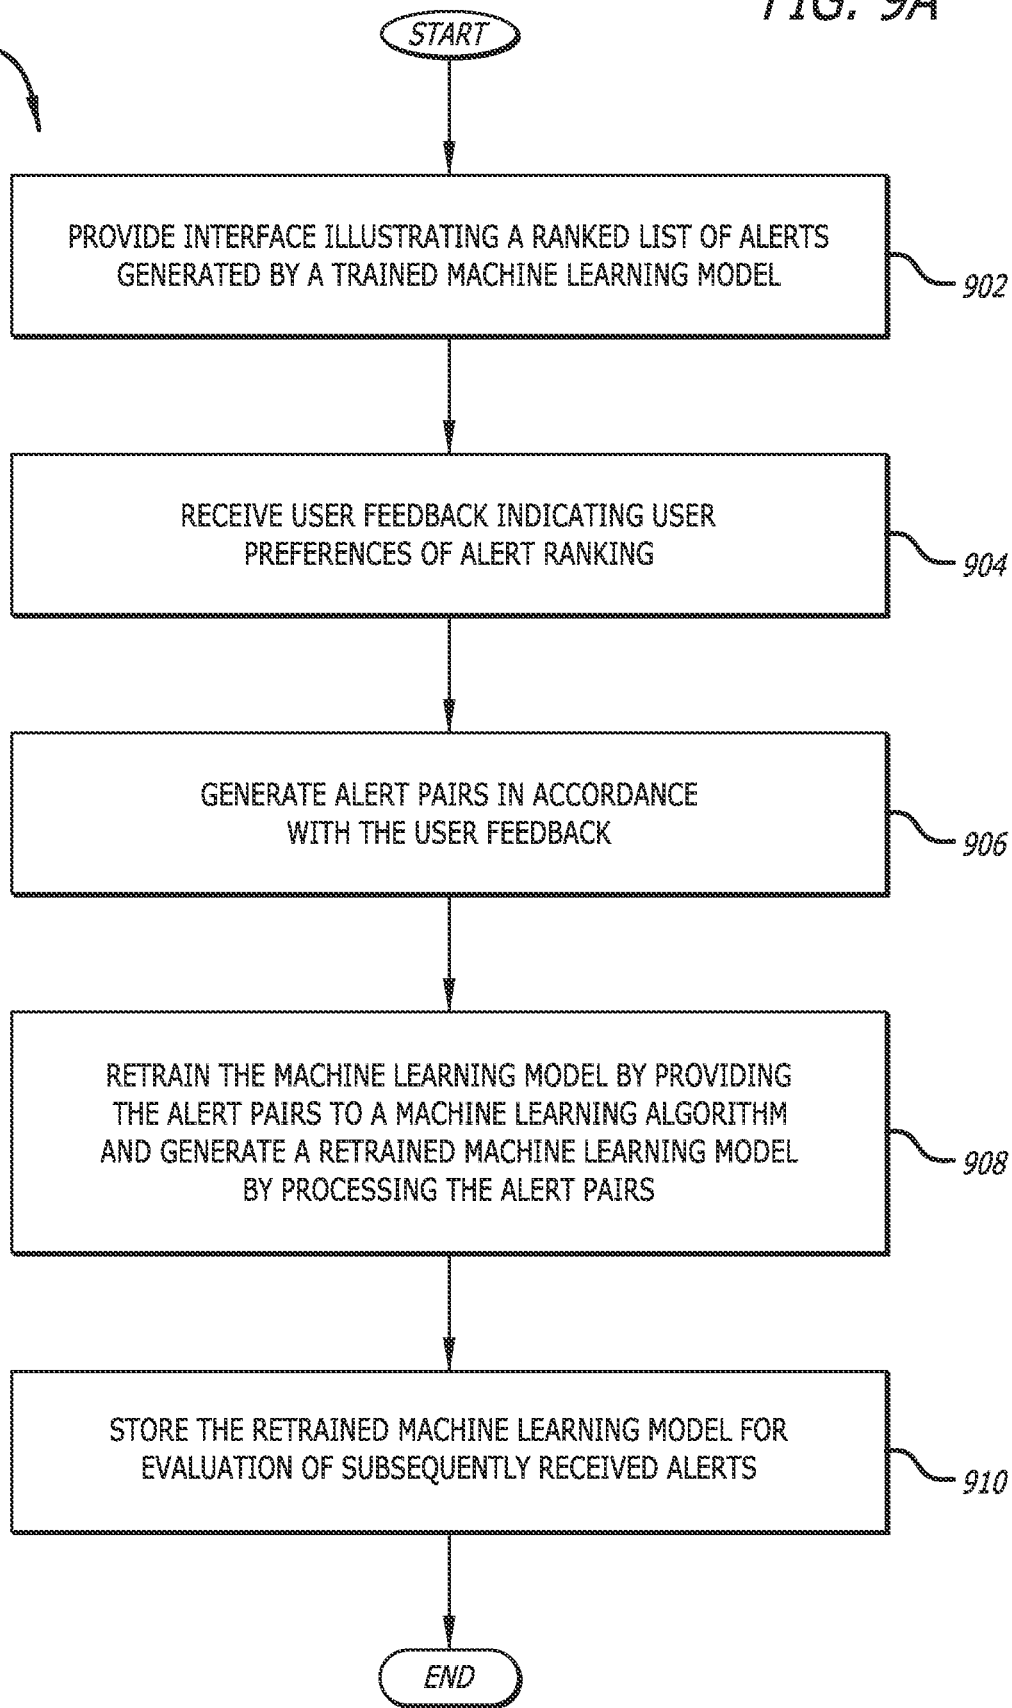 FIG. 9A
START
PROVIDE INTERFACE ILLUSTRATING A RANKED LIST OF ALERTS
GENERATED BY A TRAINED MACHINE LEARNING MODEL
902
RECEIVE USER FEEDBACK INDICATING USER
PREFERENCES OF ALERT RANKING
904
GENERATE ALERT PAIRS IN ACCORDANCE
WITH THE USER FEEDBACK
906
RETRAIN THE MACHINE LEARNING MODEL BY PROVIDING
THE ALERT PAIRS TO A MACHINE LEARNING ALGORITHM
AND GENERATE A RETRAINED MACHINE LEARNING MODEL
BY PROCESSING THE ALERT PAIRS
908
STORE THE RETRAINED MACHINE LEARNING MODEL FOR
EVALUATION OF SUBSEQUENTLY RECEIVED ALERTS
910
END